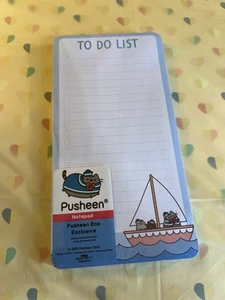 TO DO LIST
Pusheen®
Notepad
Pusheen Box
Exclusive